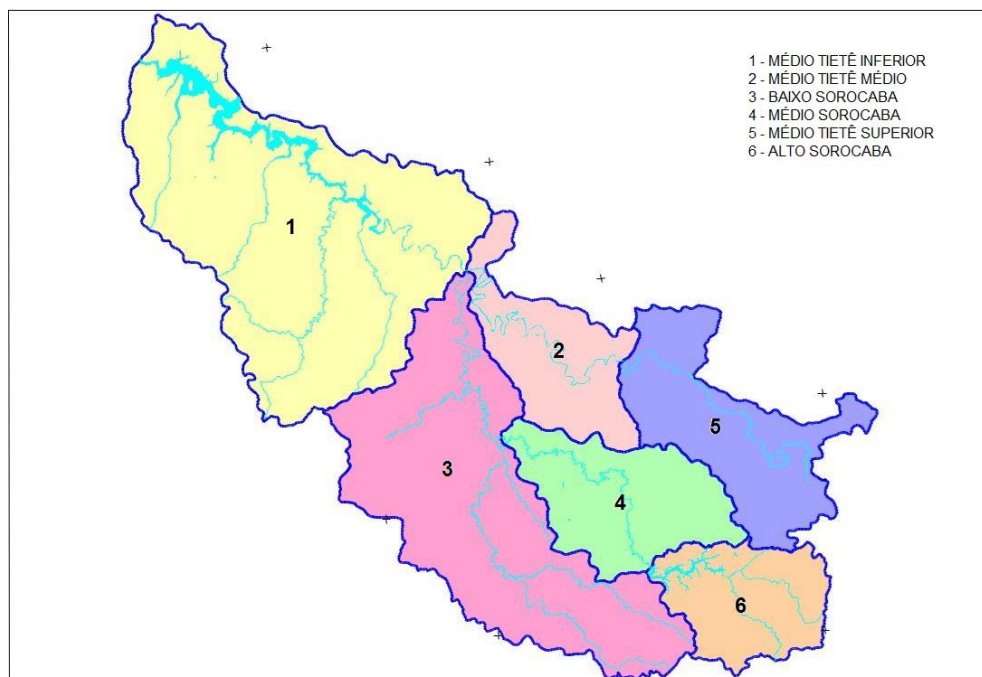 1 - MÉDIO TIETÊ INFERIOR
2 - MÉDIO TIETÊ MÉDIO
3 - BAIXO SOROCABA
4 - MÉDIO SOROCABA
5 - MÉDIO TIETÊ SUPERIOR
6 - ALTO SOROCABA
1
2
5
3
4
6